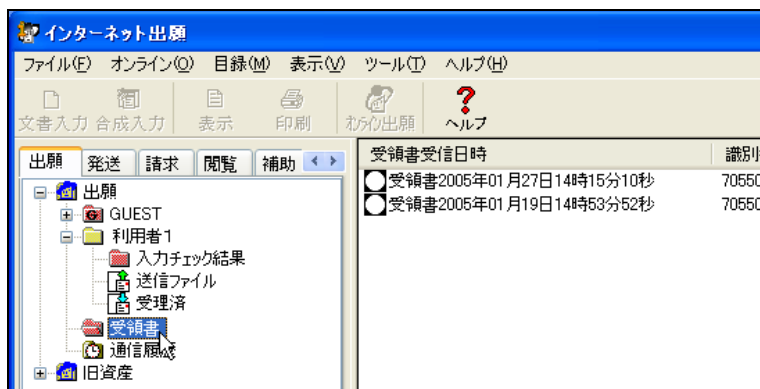 インターネット出願
ファイル(F) オンライン(O) 目録(M) 表示(V) ツール(T) ヘルプ(H)
文書入力 合成入力 表示 印刷 オンライン出願 ヘルプ
出願 発送 請求 閲覧 補助
受領書受信日時 識別
出願
受領書2005年01月27日14時15分10秒 70550
GUEST
受領書2005年01月19日14時53分52秒 70550
利用者1
入力チェック結果
送信ファイル
受理済
受領書
通信履歴
旧資産